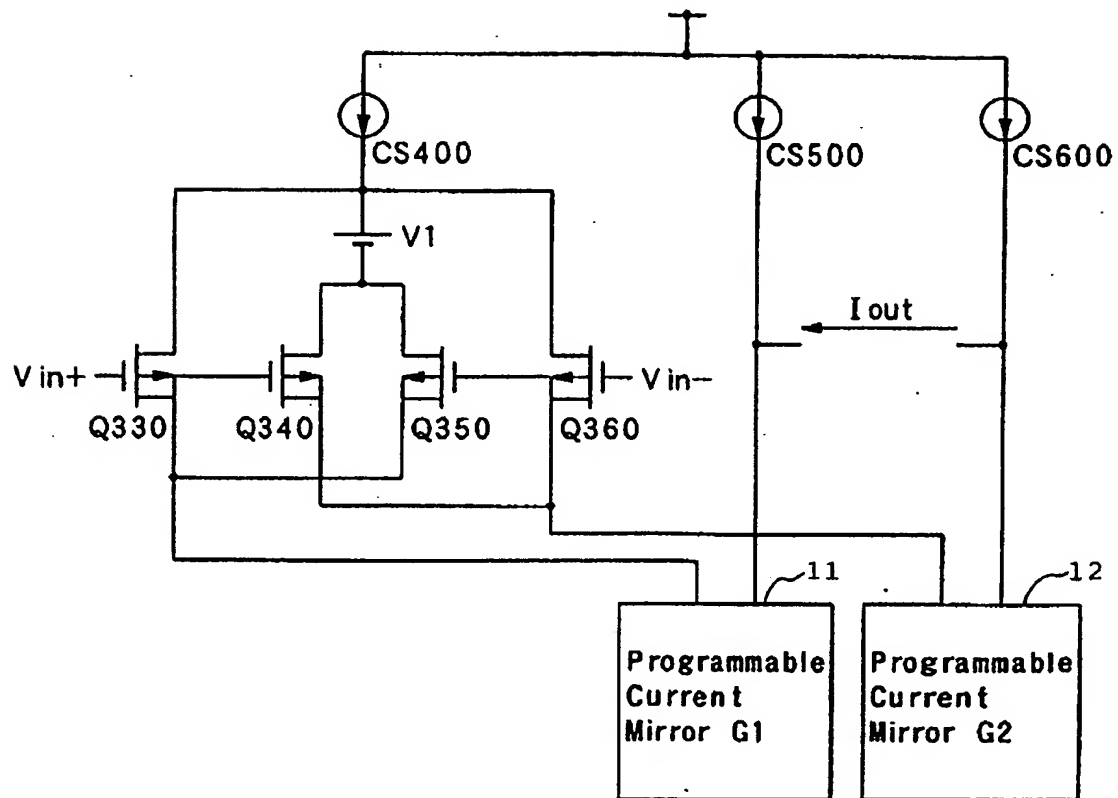 CS400
CS500
CS600
V1
Iout
Vin+
Vin-
Q330
Q340
Q350
Q360
11
12
Programmable
Current
Mirror G1
Programmable
Current
Mirror G2